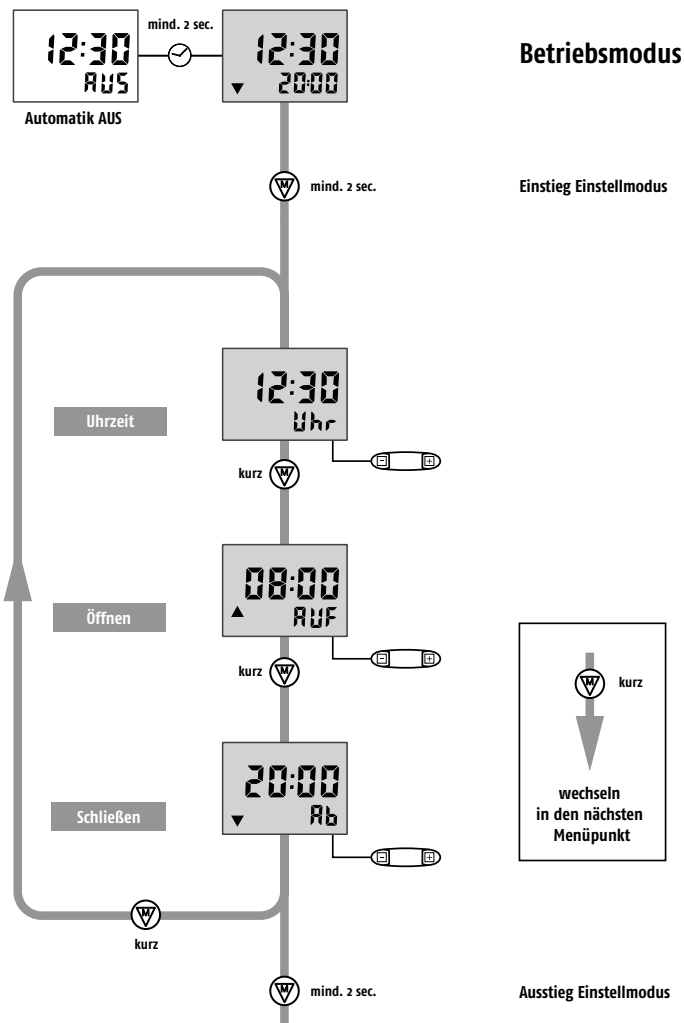 mind. 2 sec.
12:30
AUS
12:30
20:00
Betriebsmodus
Automatik AUS
M
mind. 2 sec.
Einstieg Einstellmodus
12:30
Uhr
Uhrzeit
- +
kurz
M
08:00
AUF
Öffnen
- +
kurz
M
M
kurz
wechseln
in den nächsten
Menüpunkt
20:00
Ab
Schließen
- +
M
kurz
M
mind. 2 sec.
Ausstieg Einstellmodus